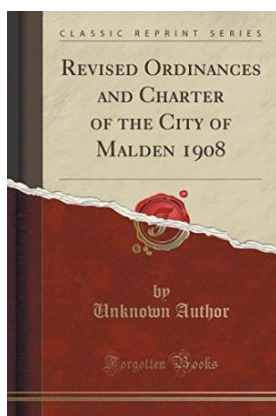 CLASSIC REPRINT SERIES
REVISED ORDINANCES
AND CHARTER
OF THE CITY OF
MALDEN 1908
by
Unknown Author
Forgotten Books